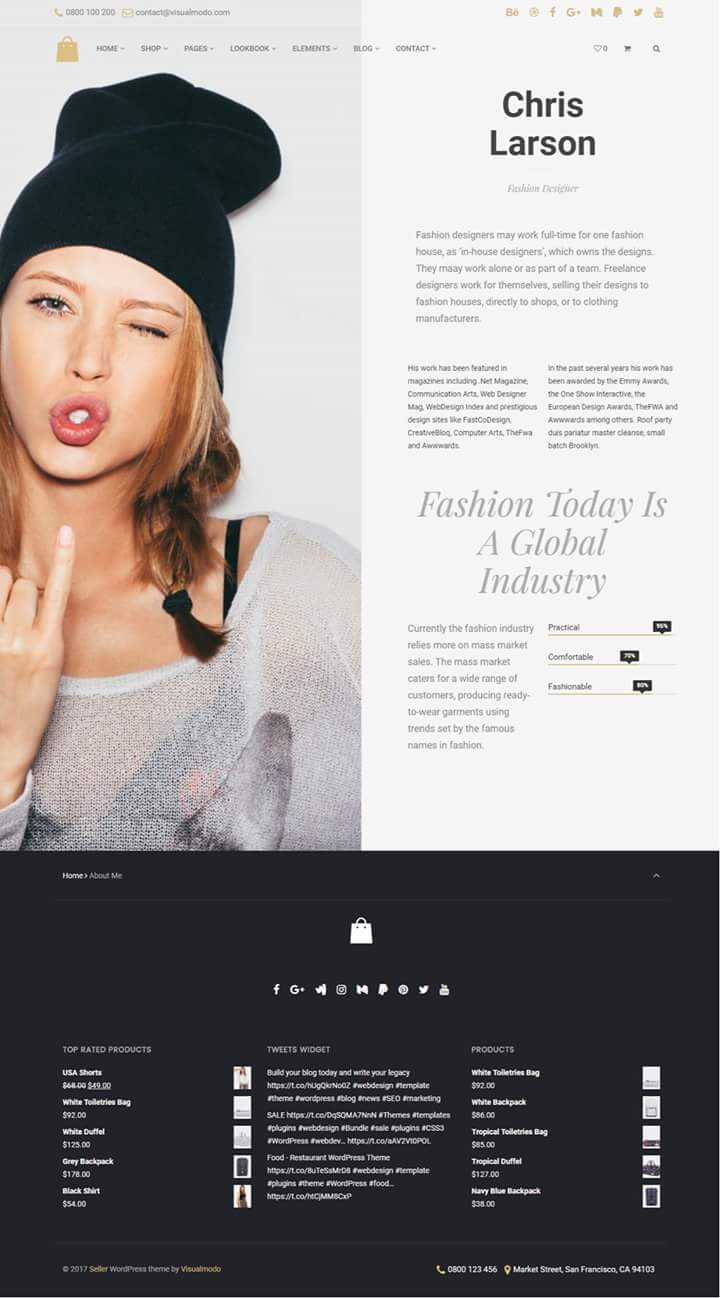 0800 100 200 contact@visualmodo.com
HOME SHOP PAGES LOOKBOOK ELEMENTS BLOG CONTACT 0
Chris
Larson
Fashion Designer
Fashion designers may work full-time for one fashion
house, as 'in-house designers', which owns the designs.
They maay work alone or as part of a team. Freelance
designers work for themselves, selling their designs to
fashion houses, directly to shops, or to clothing
manufacturers.
His work has been featured in
magazines including .Net Magazine,
Communication Arts, Web Designer
Mag, WebDesign Index and prestigious
design sites like FastCoDesign,
CreativeBloq, Computer Arts, TheFwa
and Awwwards.
In the past several years his work has
been awarded by the Emmy Awards,
the One Show Interactive, the
European Design Awards, TheFWA and
Awwwards among others. Roof party
duis pariatur master cleanse, small
batch Brooklyn.
Fashion Today Is
A Global
Industry
Currently the fashion industry
relies more on mass market
sales. The mass market
caters for a wide range of
customers, producing ready-
to-wear garments using
trends set by the famous
names in fashion.
Practical 95%
Comfortable 70%
Fashionable 80%
Home > About Me
TOP RATED PRODUCTS
USA Shorts
$68.00 $49.00
White Toiletries Bag
$92.00
White Duffel
$125.00
Grey Backpack
$178.00
Black Shirt
$54.00
TWEETS WIDGET
Build your blog today and write your legacy
https://t.co/hUgQkrNo0Z #webdesign #template
#theme #wordpress #blog #news #SEO #marketing
SALE https://t.co/DqSQMA7NnN #Themes #templates
#plugins #webdesign #Bundle #sale #plugins #CSS3
#WordPress #webdev… https://t.co/aAV2VI0POL
Food - Restaurant WordPress Theme
https://t.co/8uTeSsMrD8 #webdesign #template
#plugins #theme #WordPress #food…
https://t.co/htCjMM8CxP
PRODUCTS
White Toiletries Bag
$92.00
White Backpack
$86.00
Tropical Toiletries Bag
$85.00
Tropical Duffel
$127.00
Navy Blue Backpack
$38.00
© 2017 Seller WordPress theme by Visualmodo
0800 123 456 Market Street, San Francisco, CA 94103